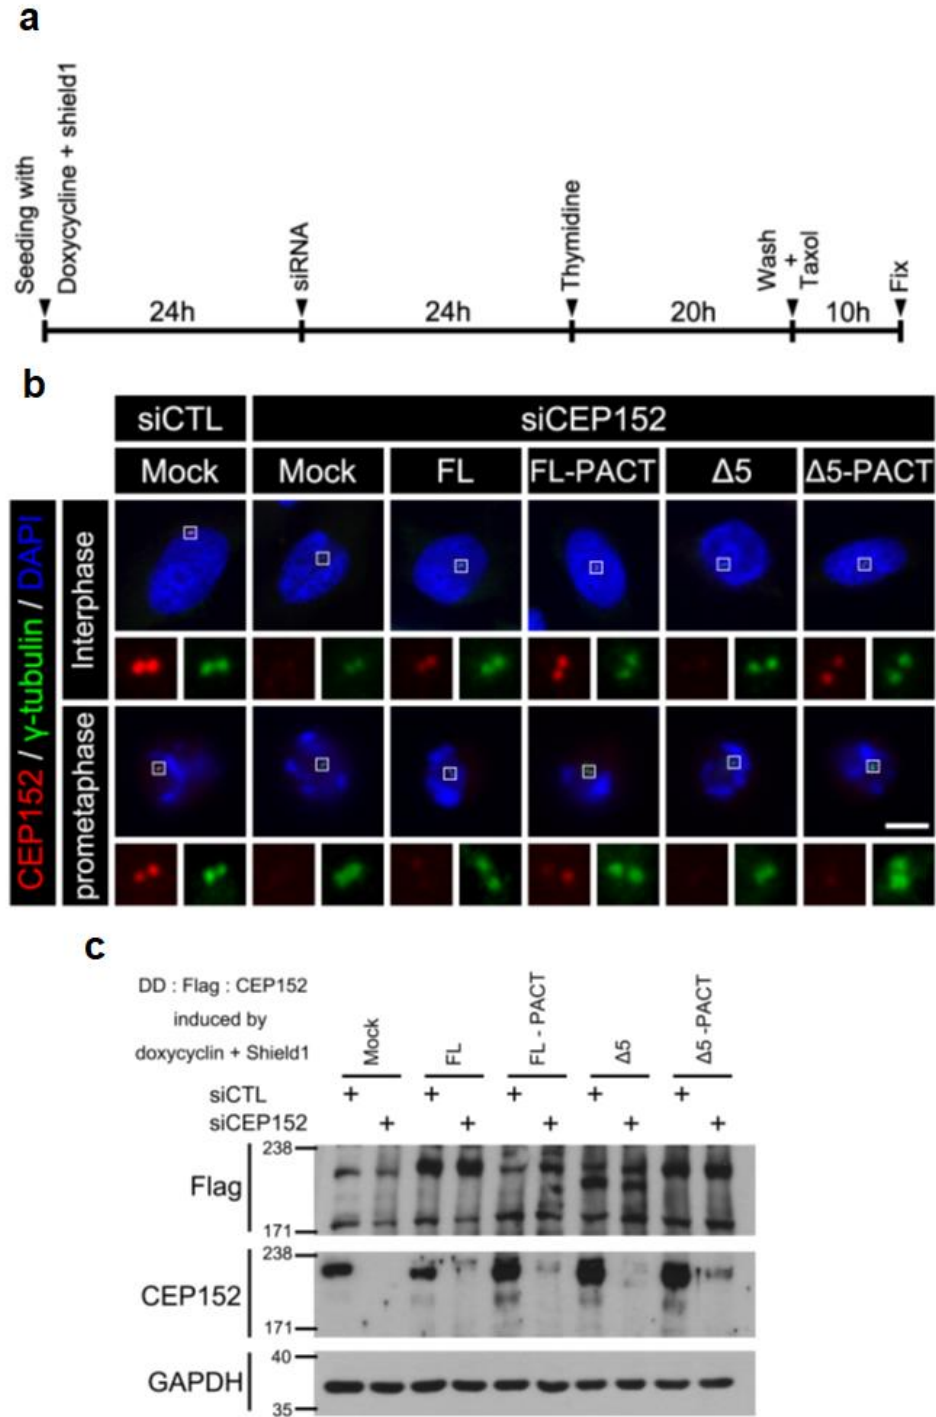 a
Seeding with
Doxycycline + shield1
siRNA
Thymidine
Wash
+
Taxol
Fix
24h
24h
20h
10h
b
siCTL
siCEP152
Mock
Mock
FL
FL-PACT
Δ5
Δ5-PACT
CEP152 / γ-tubulin / DAPI
Interphase
prometaphase
c
DD : Flag : CEP152
induced by
doxycyclin + Shield1
Mock
FL
FL - PACT
Δ5
Δ5 -PACT
siCTL + + + + +
siCEP152 + + + + +
238
Flag
171
238
CEP152
171
40
GAPDH
35